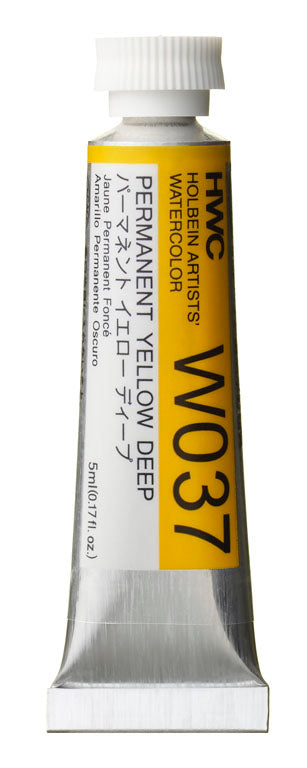 HWC
HOLBEIN ARTISTS'
WATERCOLOR
W037
PERMANENT YELLOW DEEP
パーマネント イエロー ディープ
Jaune Permanent Foncé
Amarillo Permanente Oscuro
5ml(0.17fl. oz.)